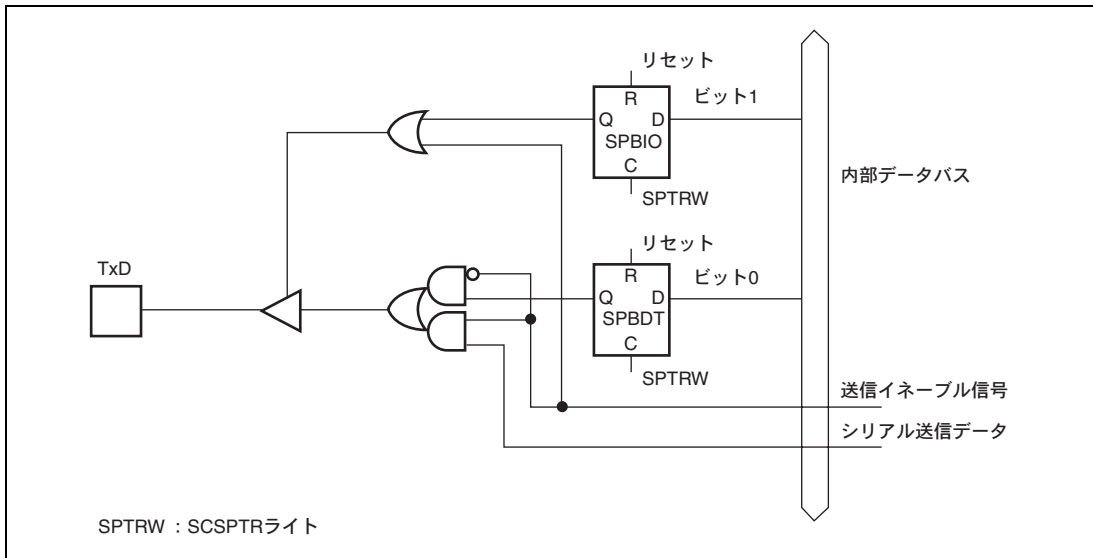 リセット
R
ビット1
Q
D
SPBIO
C
SPTRW
内部データバス
リセット
R
ビット0
Q
D
SPBDT
C
SPTRW
TxD
送信イネーブル信号
シリアル送信データ
SPTRW : SCSPTRライト